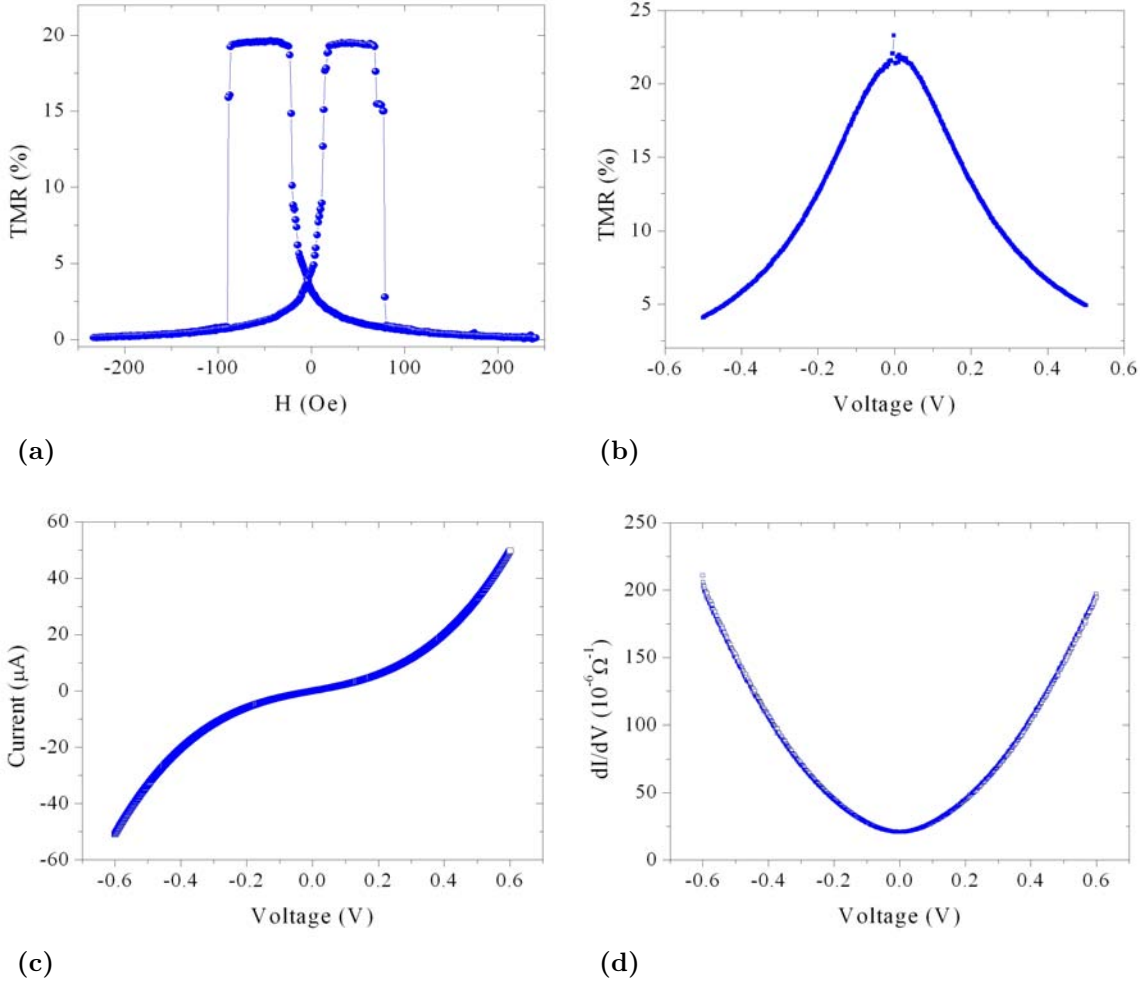 20
15
10
5
0
TMR (%)
-200 -100 0 100 200
H (Oe)
(a)
25
20
15
10
5
TMR (%)
-0.6 -0.4 -0.2 0.0 0.2 0.4 0.6
Voltage (V)
(b)
60
40
20
0
-20
-40
-60
Current (μA)
-0.6 -0.4 -0.2 0.0 0.2 0.4 0.6
Voltage (V)
(c)
250
200
150
100
50
0
dI/dV (10⁻⁶Ω⁻¹)
-0.6 -0.4 -0.2 0.0 0.2 0.4 0.6
Voltage (V)
(d)